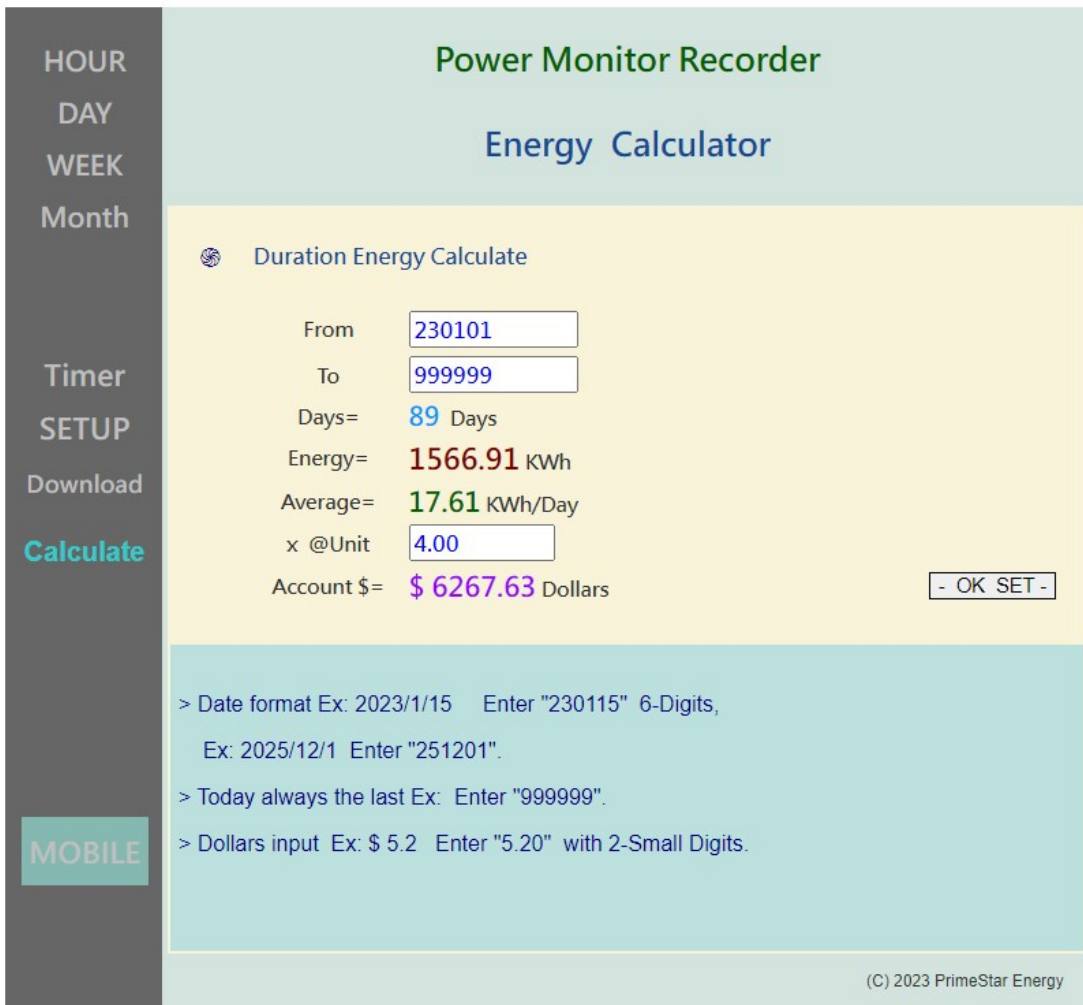 HOUR
DAY
WEEK
Month
Timer
SETUP
Download
Calculate
MOBILE
Power Monitor Recorder
Energy Calculator
Duration Energy Calculate
From 230101
To 999999
Days= 89 Days
Energy= 1566.91 KWh
Average= 17.61 KWh/Day
x @Unit 4.00
Account $= $ 6267.63 Dollars
- OK SET -
> Date format Ex: 2023/1/15 Enter "230115" 6-Digits,
Ex: 2025/12/1 Enter "251201".
> Today always the last Ex: Enter "999999".
> Dollars input Ex: $ 5.2 Enter "5.20" with 2-Small Digits.
(C) 2023 PrimeStar Energy